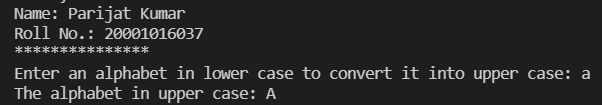 Name: Parijat Kumar
Roll No.: 20001016037
***************
Enter an alphabet in lower case to convert it into upper case: a
The alphabet in upper case: A